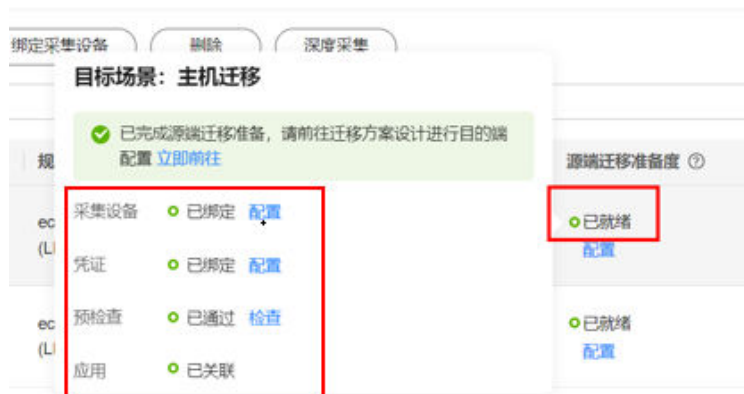 绑定采集设备 删除 深度采集
目标场景：主机迁移
已完成源端迁移准备，请前往迁移方案设计进行目的端
配置 立即前往
规 源端迁移准备度 ?
采集设备 已绑定 配置
ec 已就绪
(LI 配置
凭证 已绑定 配置
预检查 已通过 检查
ec 已就绪
(LI 配置
应用 已关联